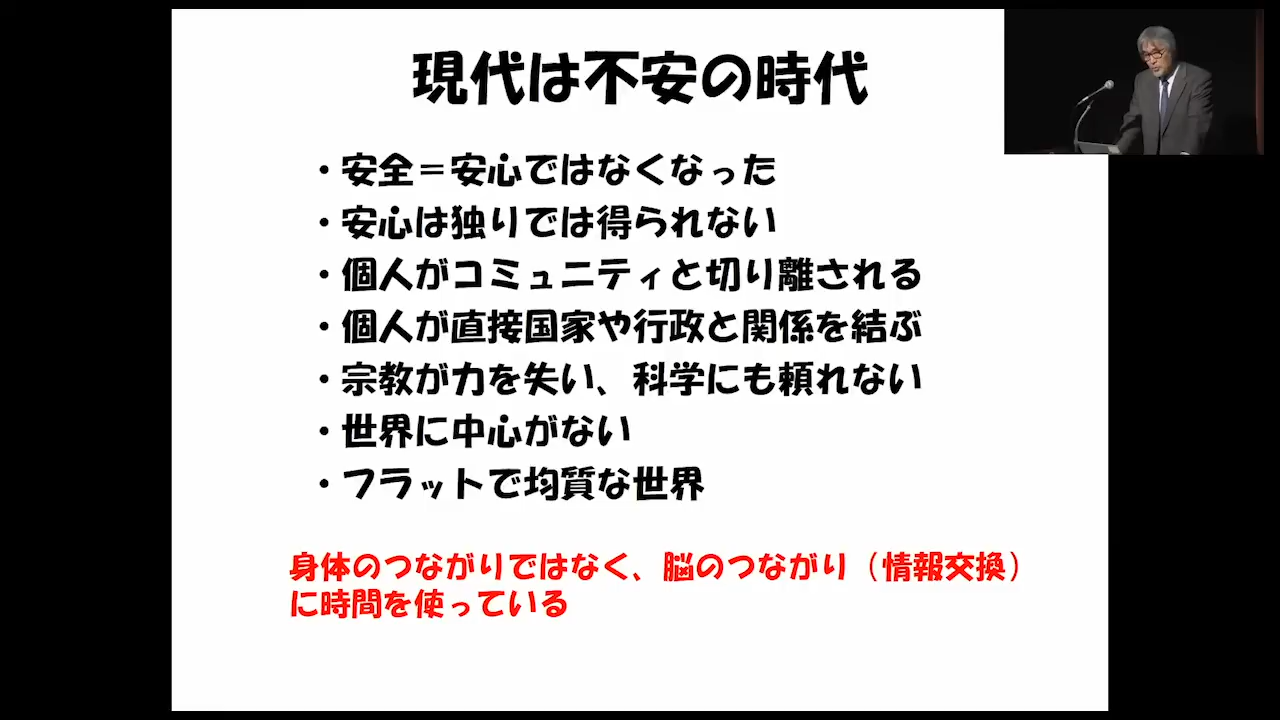 現代は不安の時代
・安全＝安心ではなくなった
・安心は独りでは得られない
・個人がコミュニティと切り離される
・個人が直接国家や行政と関係を結ぶ
・宗教が力を失い、科学にも頼れない
・世界に中心がない
・フラットで均質な世界
身体のつながりではなく、脳のつながり（情報交換）
に時間を使っている